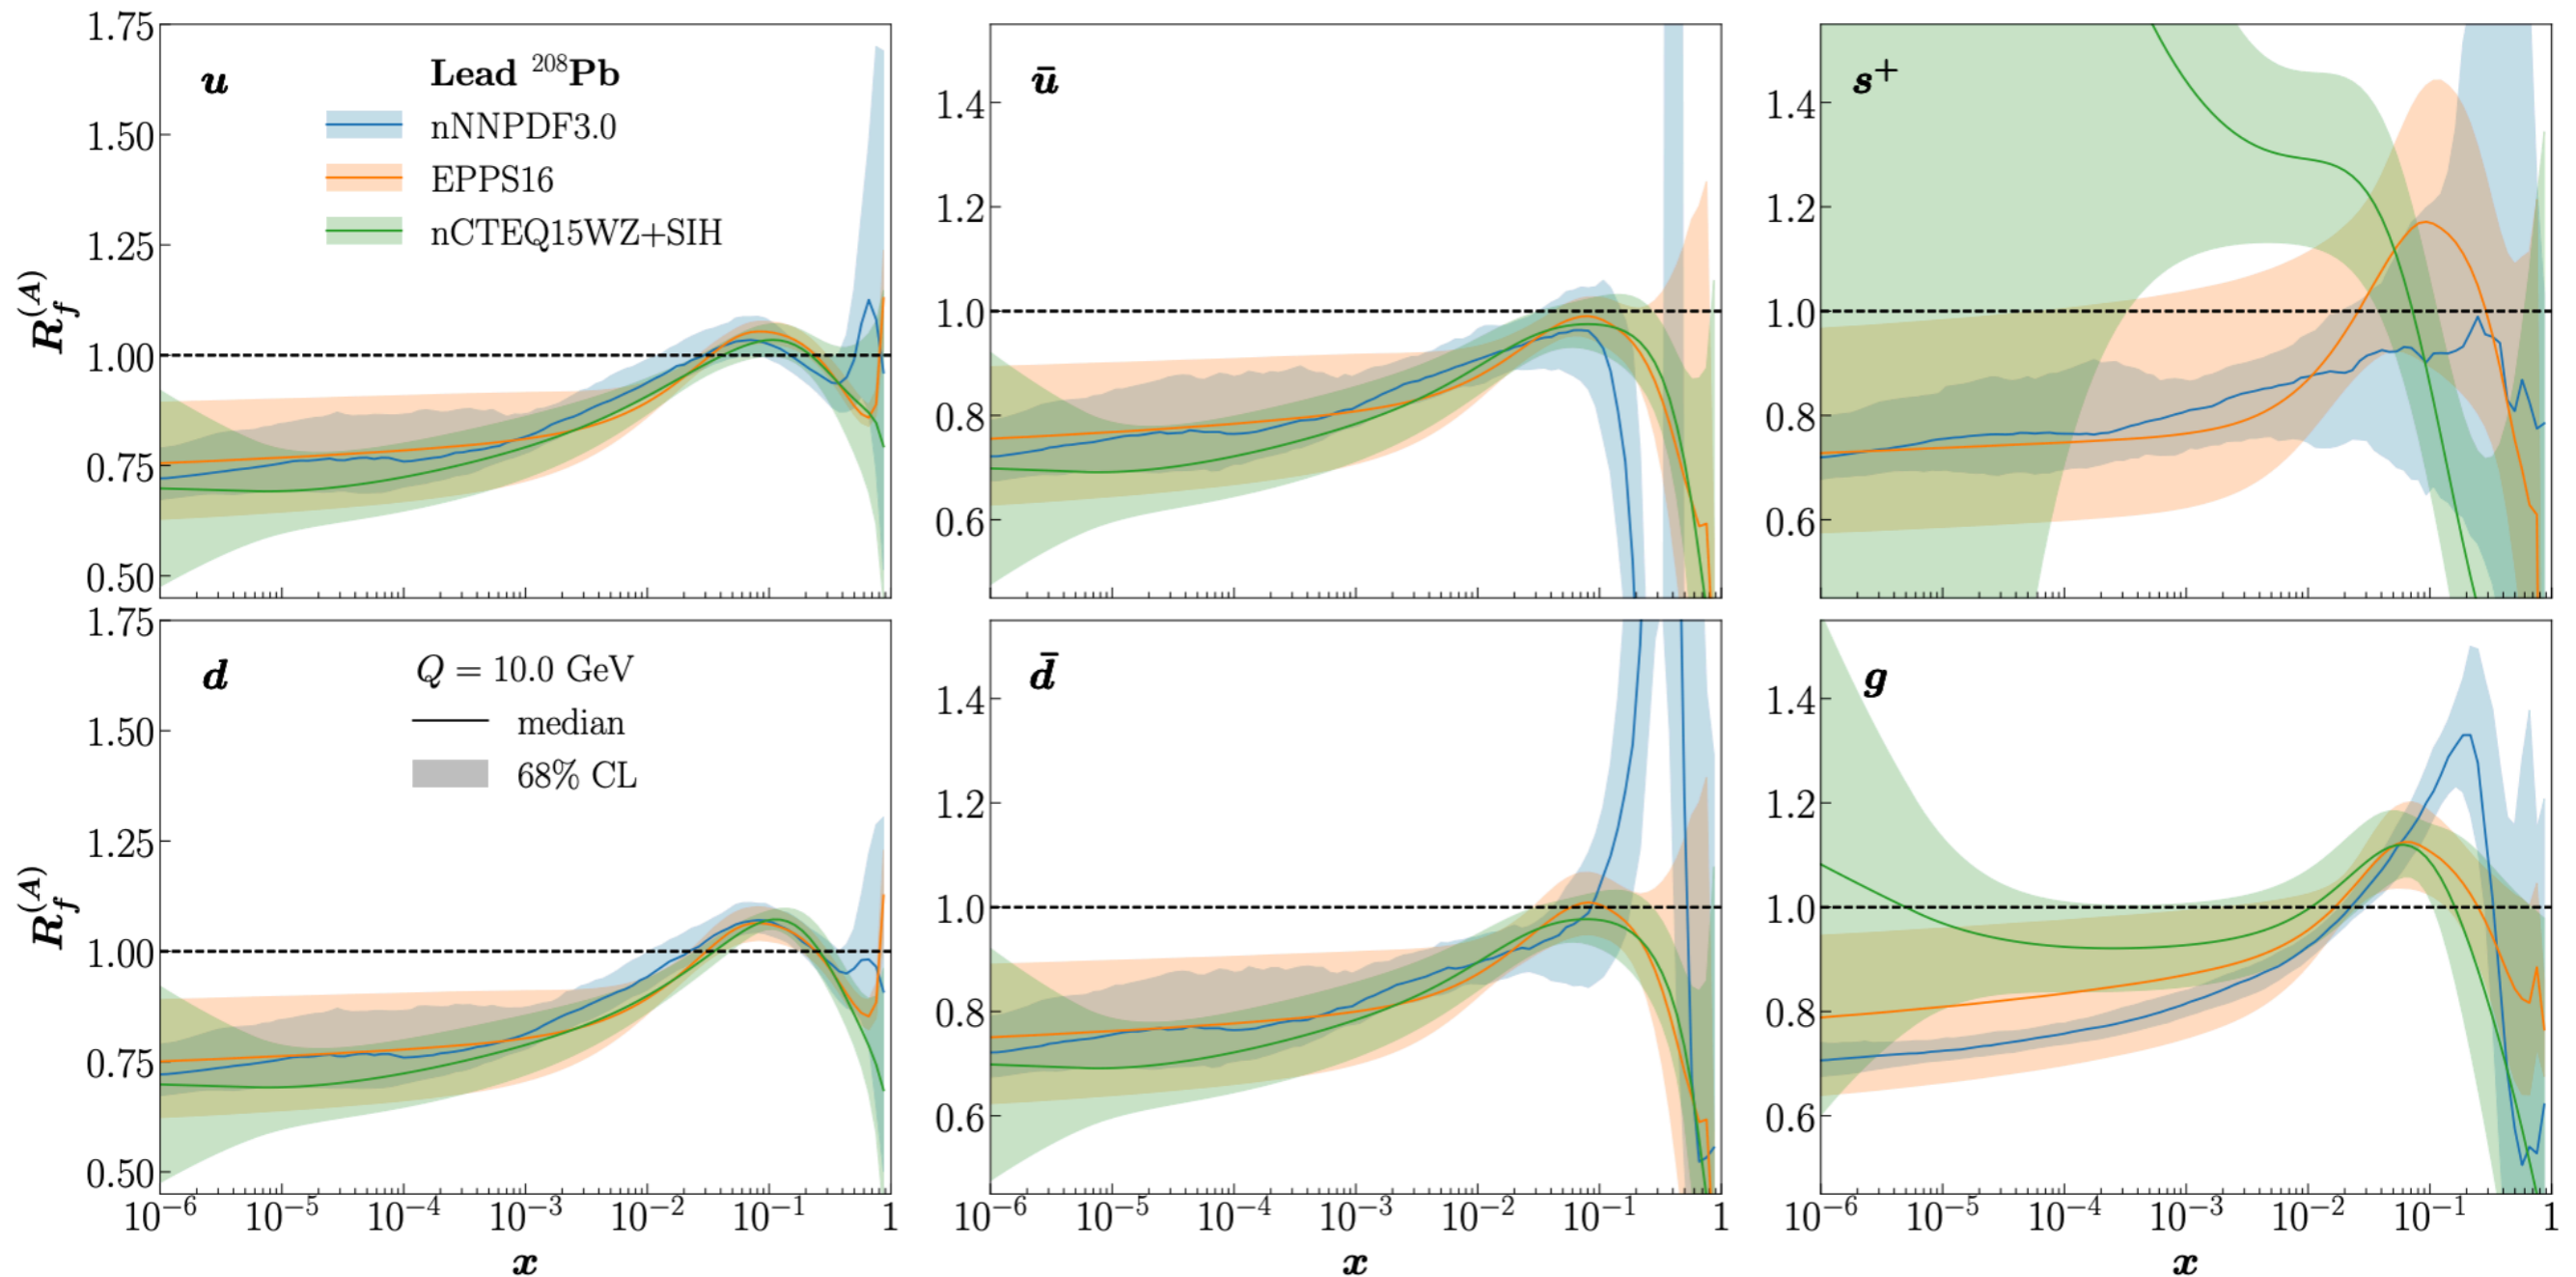 1.75
1.50
1.25
1.00
0.75
0.50
R_f^(A)
u
Lead ²⁰⁸Pb
nNNPDF3.0
EPPS16
nCTEQ15WZ+SIH
1.4
1.2
1.0
0.8
0.6
ū
1.4
1.2
1.0
0.8
0.6
s⁺
1.75
1.50
1.25
1.00
0.75
0.50
R_f^(A)
d
Q = 10.0 GeV
median
68% CL
10⁻⁶ 10⁻⁵ 10⁻⁴ 10⁻³ 10⁻² 10⁻¹ 1
x
1.4
1.2
1.0
0.8
0.6
d̄
10⁻⁶ 10⁻⁵ 10⁻⁴ 10⁻³ 10⁻² 10⁻¹ 1
x
1.4
1.2
1.0
0.8
0.6
g
10⁻⁶ 10⁻⁵ 10⁻⁴ 10⁻³ 10⁻² 10⁻¹ 1
x